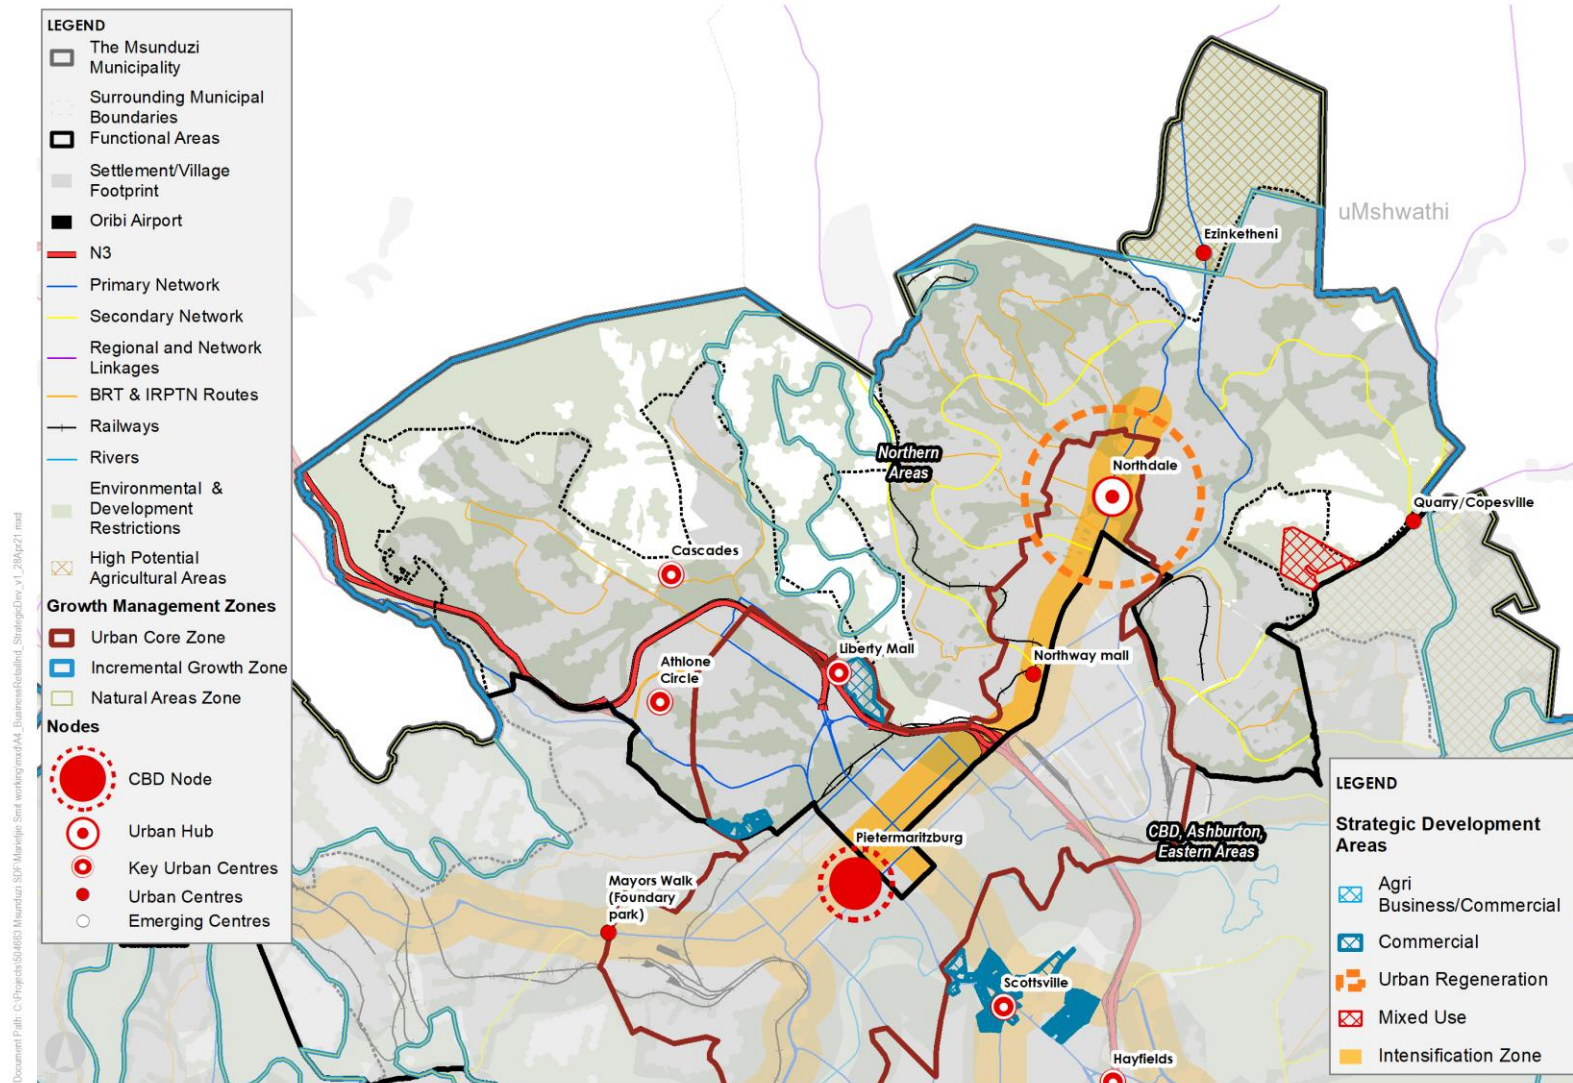 LEGEND
The Msunduzi
Municipality
Surrounding Municipal
Boundaries
Functional Areas
Settlement/Village
Footprint
Oribi Airport
N3
Primary Network
Secondary Network
Regional and Network
Linkages
BRT & IRPTN Routes
Railways
Rivers
Environmental &
Development
Restrictions
High Potential
Agricultural Areas
Growth Management Zones
Urban Core Zone
Incremental Growth Zone
Natural Areas Zone
Nodes
CBD Node
Urban Hub
Key Urban Centres
Urban Centres
Emerging Centres
uMshwathi
Ezinketheni
Northern
Areas
Northdale
Quarry/Copesville
Cascades
Liberty Mall
Northway mall
Athlone
Circle
Pietermaritzburg
CBD, Ashburton,
Eastern Areas
Mayors Walk
(Foundary
park)
Scottsville
Hayfields
LEGEND
Strategic Development
Areas
Agri
Business/Commercial
Commercial
Urban Regeneration
Mixed Use
Intensification Zone